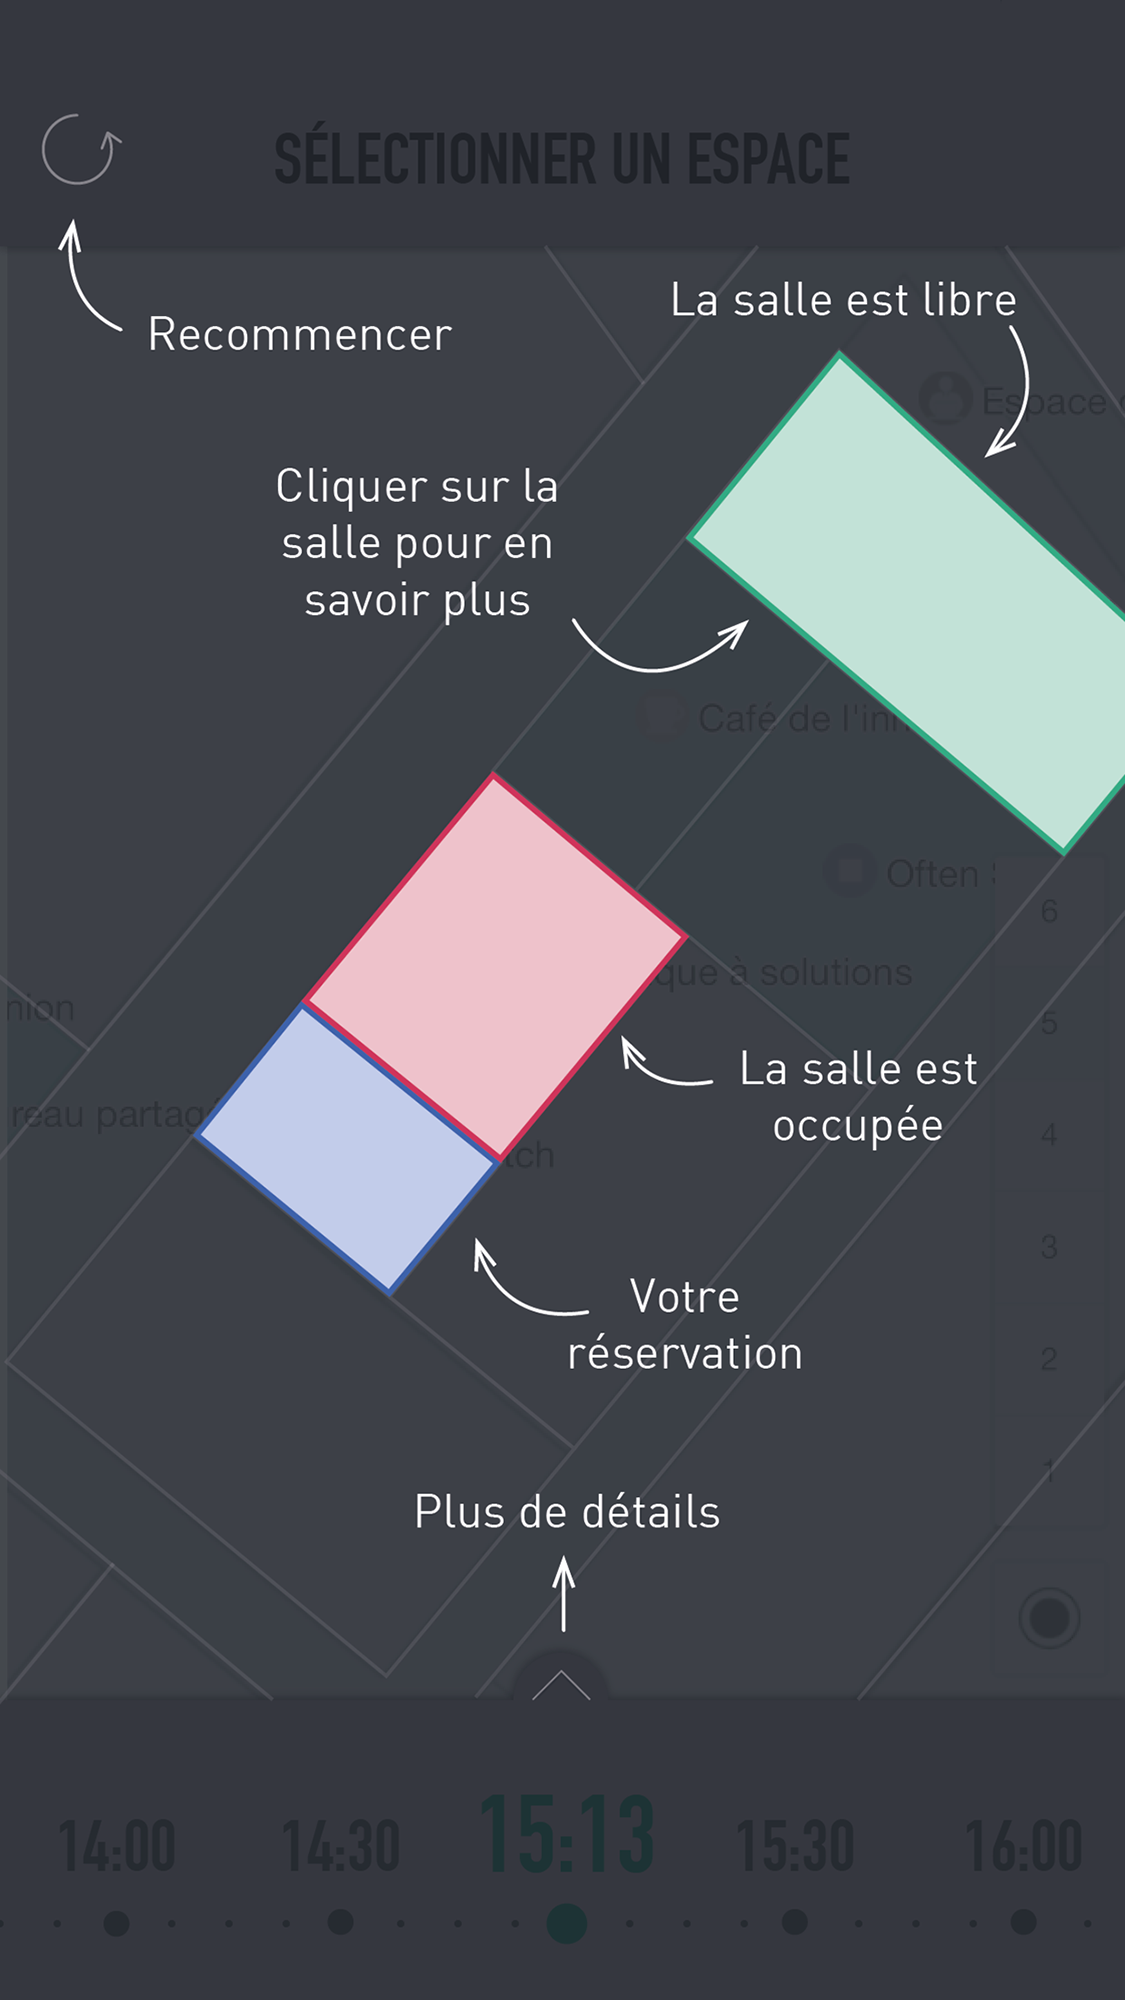 SÉLECTIONNER UN ESPACE
Recommencer
La salle est libre
Espace
Cliquer sur la
salle pour en
savoir plus
Café de l'inn
Often
6
que à solutions
nion
5
La salle est
occupée
reau partagé
4
tch
3
Votre
réservation
2
1
Plus de détails
14:00
14:30
15:13
15:30
16:00